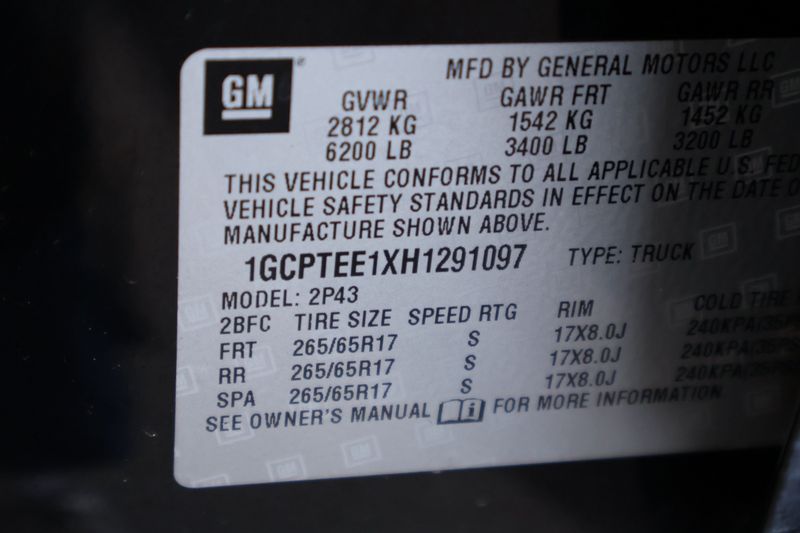 GM
MFD BY GENERAL MOTORS LLC
GVWR GAWR FRT GAWR RR
2812 KG 1542 KG 1452 KG
6200 LB 3400 LB 3200 LB
THIS VEHICLE CONFORMS TO ALL APPLICABLE U.S. FED
VEHICLE SAFETY STANDARDS IN EFFECT ON THE DATE O
MANUFACTURE SHOWN ABOVE.
1GCPTEE1XH1291097 TYPE: TRUCK
MODEL: 2P43
2BFC TIRE SIZE SPEED RTG RIM COLD TIRE
FRT 265/65R17 S 17X8.0J 240KPA(35PS
RR 265/65R17 S 17X8.0J 240KPA(35PS
SPA 265/65R17 S 17X8.0J 240KPA(35PS
SEE OWNER'S MANUAL i FOR MORE INFORMATION